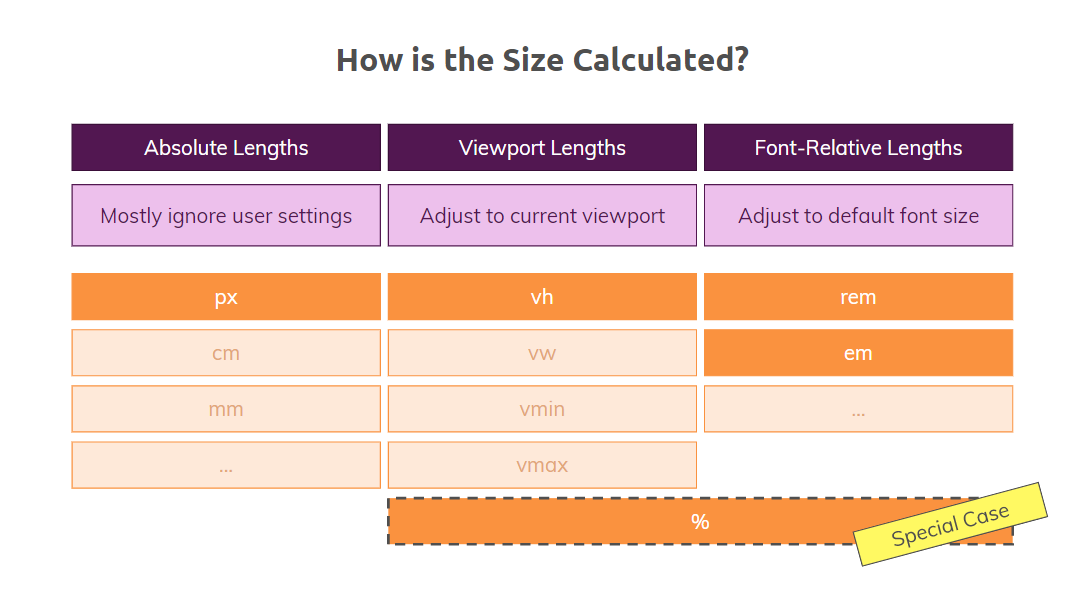 How is the Size Calculated?
Absolute Lengths
Viewport Lengths
Font-Relative Lengths
Mostly ignore user settings
Adjust to current viewport
Adjust to default font size
px
vh
rem
cm
vw
em
mm
vmin
...
...
vmax
%
Special Case